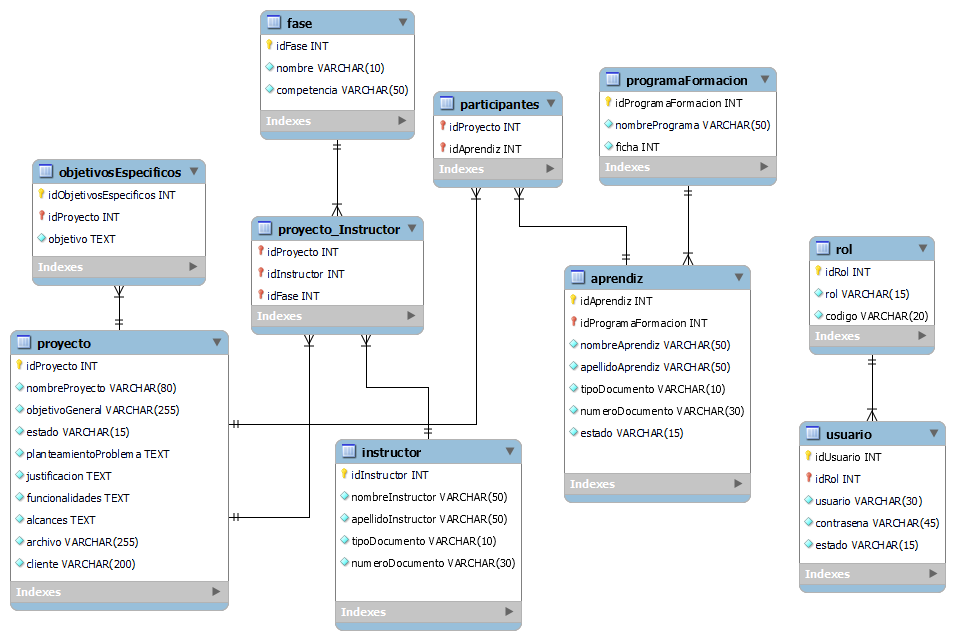 fase
idFase INT
nombre VARCHAR(10)
competencia VARCHAR(50)
Indexes
participantes
idProyecto INT
idAprendiz INT
Indexes
programaFormacion
idProgramaFormacion INT
nombrePrograma VARCHAR(50)
ficha INT
Indexes
objetivosEspecificos
idObjetivosEspecificos INT
idProyecto INT
objetivo TEXT
Indexes
proyecto_Instructor
idProyecto INT
idInstructor INT
idFase INT
Indexes
aprendiz
idAprendiz INT
idProgramaFormacion INT
nombreAprendiz VARCHAR(50)
apellidoAprendiz VARCHAR(50)
tipoDocumento VARCHAR(10)
numeroDocumento VARCHAR(30)
estado VARCHAR(15)
Indexes
rol
idRol INT
rol VARCHAR(15)
codigo VARCHAR(20)
Indexes
proyecto
idProyecto INT
nombreProyecto VARCHAR(80)
objetivoGeneral VARCHAR(255)
estado VARCHAR(15)
planteamientoProblema TEXT
justificacion TEXT
funcionalidades TEXT
alcances TEXT
archivo VARCHAR(255)
cliente VARCHAR(200)
Indexes
instructor
idInstructor INT
nombreInstructor VARCHAR(50)
apellidoInstructor VARCHAR(50)
tipoDocumento VARCHAR(10)
numeroDocumento VARCHAR(30)
Indexes
usuario
idUsuario INT
idRol INT
usuario VARCHAR(30)
contrasena VARCHAR(45)
estado VARCHAR(15)
Indexes